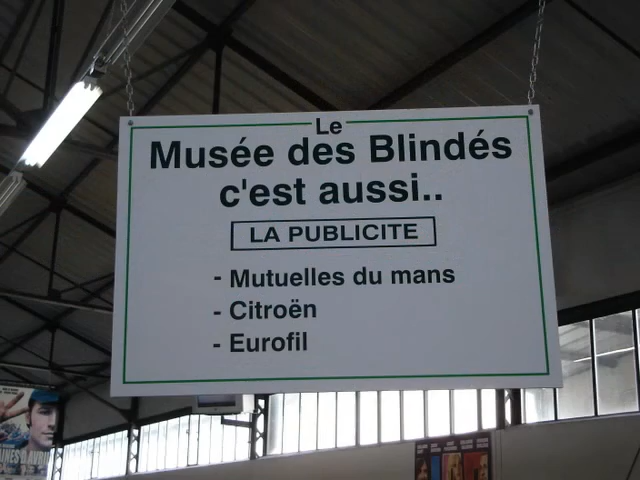 Le
Musée des Blindés
c'est aussi..
LA PUBLICITE
- Mutuelles du mans
- Citroën
- Eurofil